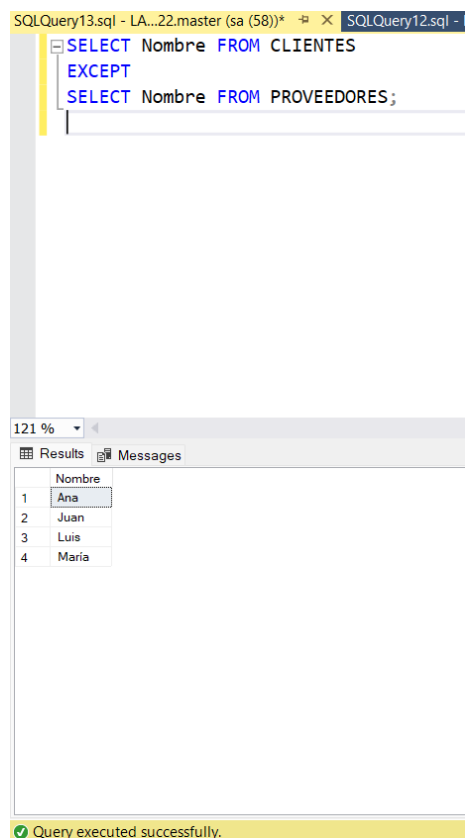 SQLQuery13.sql - LA...22.master (sa (58))* SQLQuery12.sql -
SELECT Nombre FROM CLIENTES
EXCEPT
SELECT Nombre FROM PROVEEDORES;
121 %
Results Messages
Nombre
1 Ana
2 Juan
3 Luis
4 María
Query executed successfully.